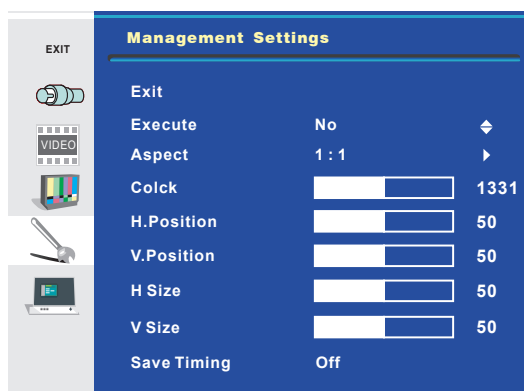 EXIT
VIDEO
Management Settings
Exit
Execute No
Aspect 1 : 1
Colck 1331
H.Position 50
V.Position 50
H Size 50
V Size 50
Save Timing Off